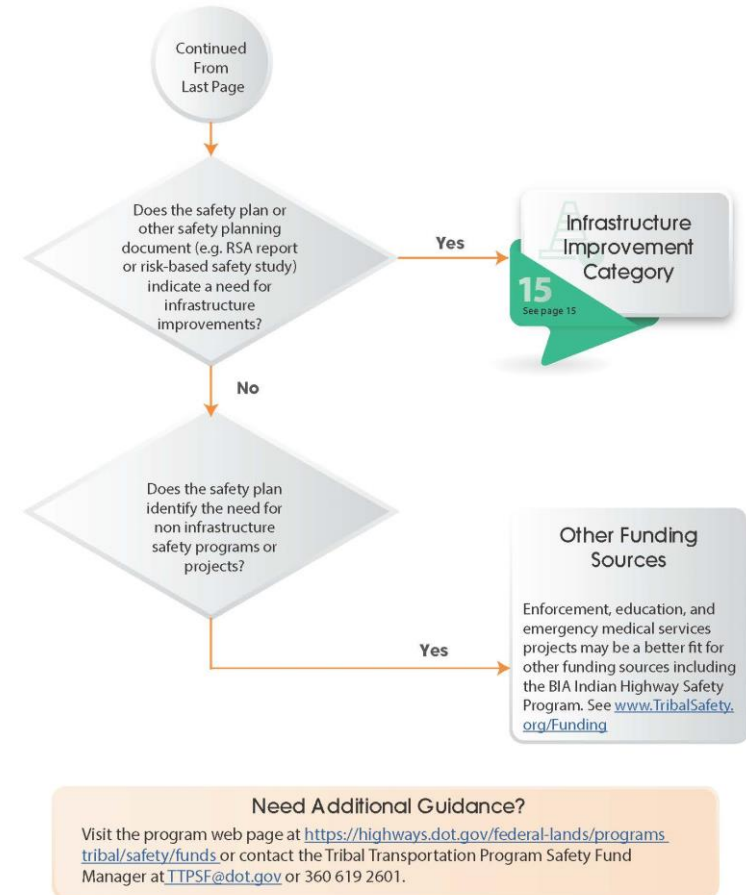 Continued
From
Last Page
Does the safety plan or
other safety planning
document (e.g. RSA report
or risk-based safety study)
indicate a need for
infrastructure
improvements?
Yes
Infrastructure
Improvement
Category
15
See page 15
No
Does the safety plan
identify the need for
non infrastructure
safety programs or
projects?
Yes
Other Funding
Sources
Enforcement, education, and
emergency medical services
projects may be a better fit for
other funding sources including
the BIA Indian Highway Safety
Program. See www.TribalSafety.
org/Funding
Need Additional Guidance?
Visit the program web page at https://highways.dot.gov/federal-lands/programs
tribal/safety/funds or contact the Tribal Transportation Program Safety Fund
Manager at TTPSF@dot.gov or 360 619 2601.